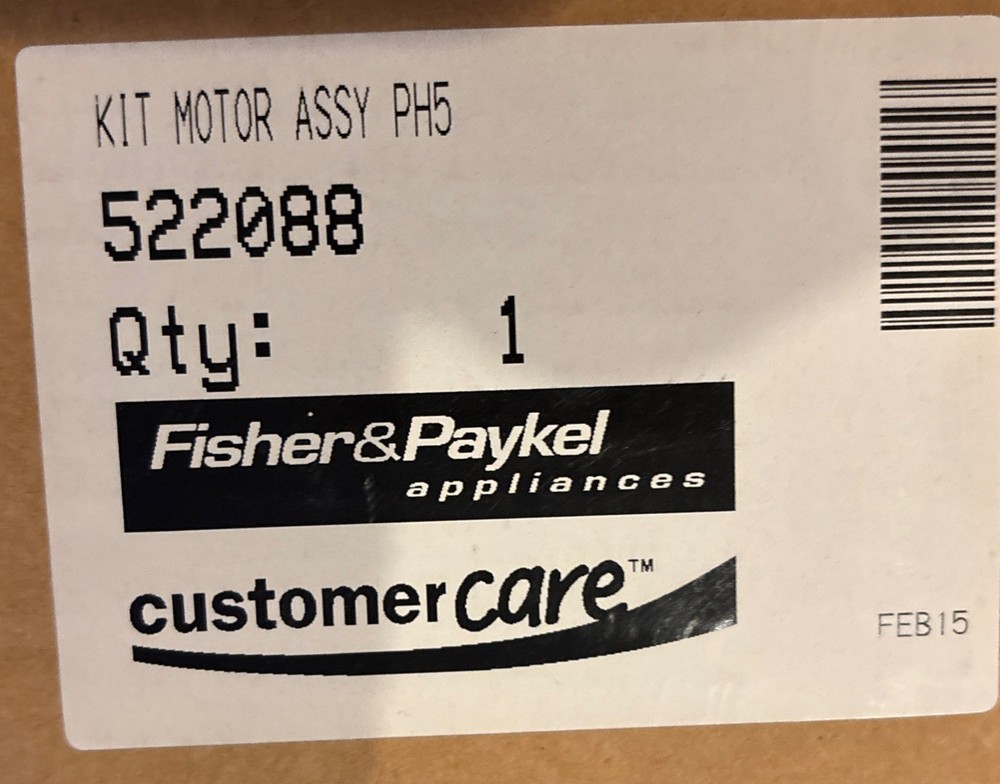 KIT MOTOR ASSY PH5
522088
Qty: 1
Fisher&Paykel
appliances
customercare™
FEB15